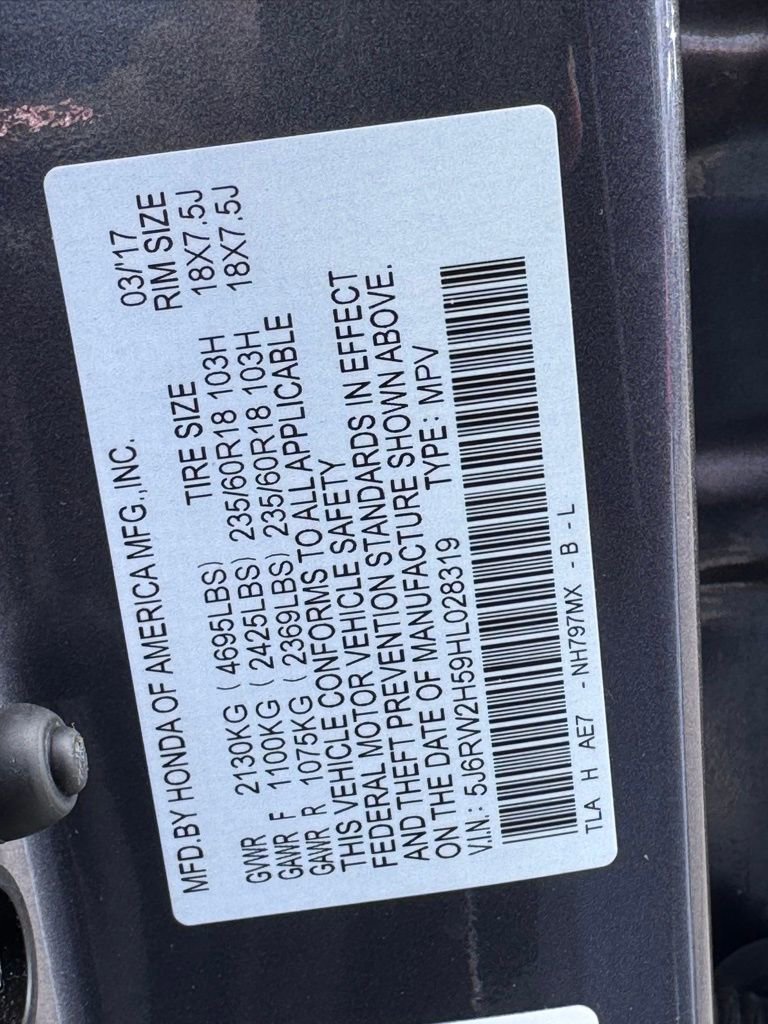 MFD.BY HONDA OF AMERICA MFG.,INC. 03/'17
TIRE SIZE RIM SIZE
GVWR 2130KG ( 4695LBS)
GAWR F 1100KG ( 2425LBS) 235/60R18 103H 18X7.5J
GAWR R 1075KG ( 2369LBS) 235/60R18 103H 18X7.5J
THIS VEHICLE CONFORMS TO ALL APPLICABLE
FEDERAL MOTOR VEHICLE SAFETY
AND THEFT PREVENTION STANDARDS IN EFFECT
ON THE DATE OF MANUFACTURE SHOWN ABOVE.
V.I.N.: 5J6RW2H59HL028319 TYPE: MPV
TLA H AE7 - NH797MX - B - L